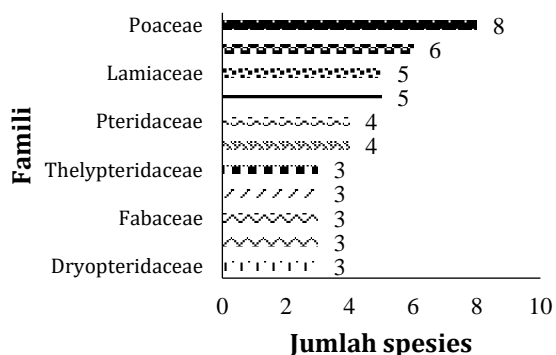 Poaceae 8
6
Lamiaceae 5
5
Pteridaceae 4
4
Thelypteridaceae 3
3
Fabaceae 3
3
Dryopteridaceae 3
0 2 4 6 8 10
Jumlah spesies
Famili